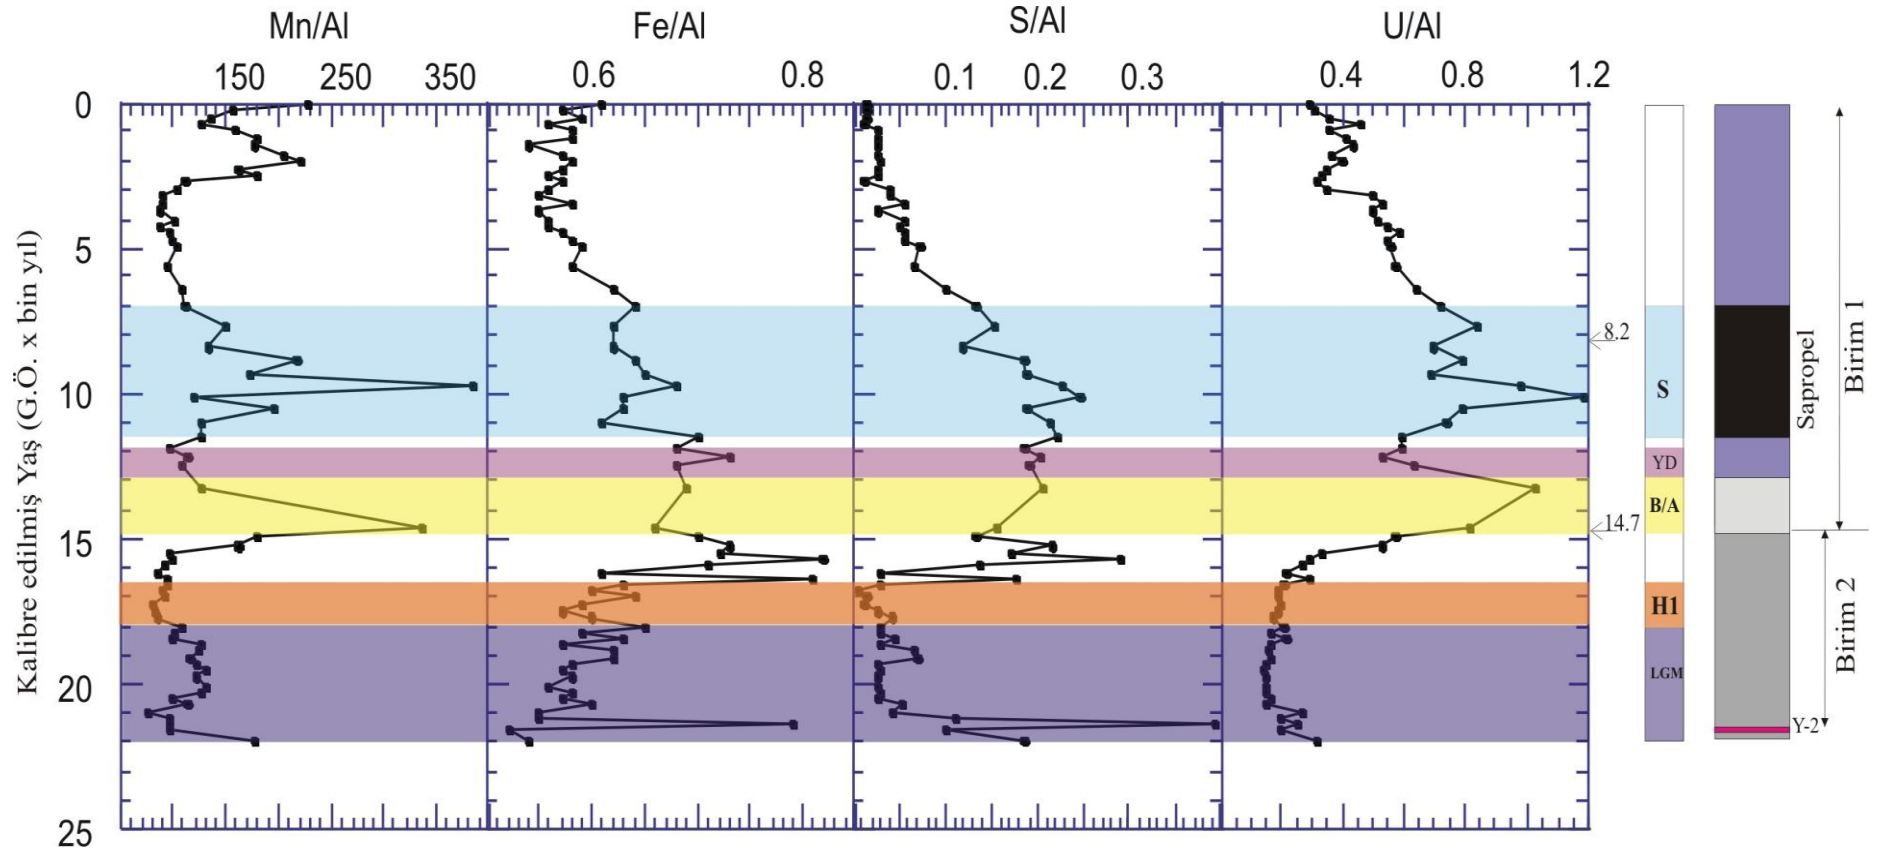 Mn/Al Fe/Al S/Al U/Al
150 250 350 0.6 0.8 0.1 0.2 0.3 0.4 0.8 1.2
0
5
10
15
20
25
Kalibre edilmiş Yaş (G.Ö. x bin yıl)
8.2
14.7
S
YD
B/A
H1
LGM
Sapropel
Birim 1
Birim 2
Y-2